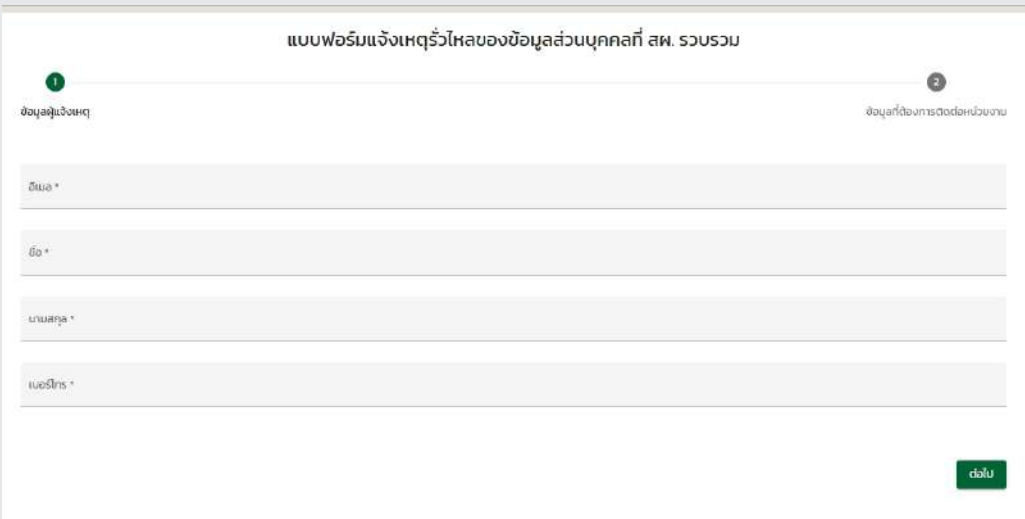 แบบฟอร์มแจ้งเหตุรั่วไหลของข้อมูลส่วนบุคคลที่ สผ. รวบรวม
1
2
ข้อมูลผู้แจ้งเหตุ
ข้อมูลที่ต้องการติดต่อหน่วยงาน
อีเมล *
ชื่อ *
นามสกุล *
เบอร์โทร *
ต่อไป